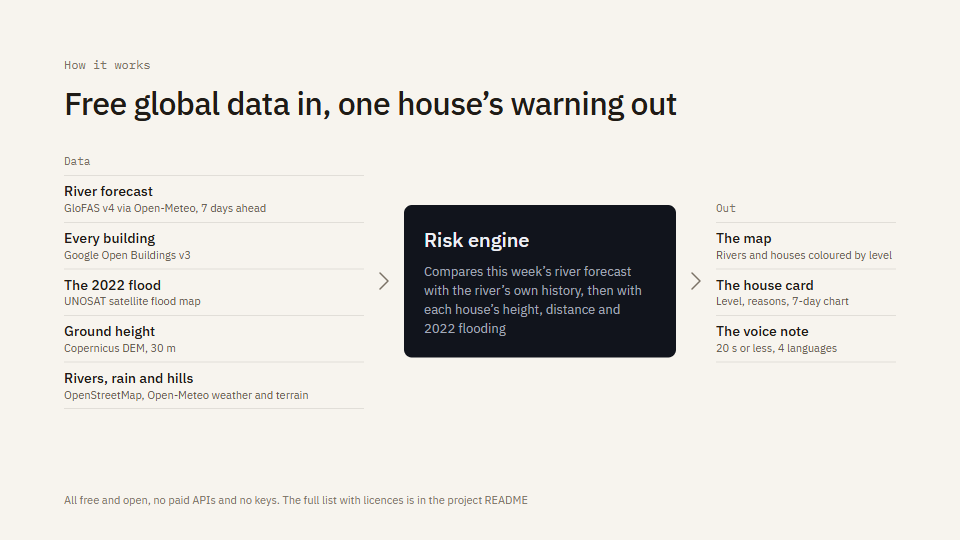 How it works
Free global data in, one house’s warning out
Data
River forecast
GloFAS v4 via Open-Meteo, 7 days ahead
Every building
Google Open Buildings v3
The 2022 flood
UNOSAT satellite flood map
Ground height
Copernicus DEM, 30 m
Rivers, rain and hills
OpenStreetMap, Open-Meteo weather and terrain
Risk engine
Compares this week’s river forecast
with the river’s own history, then with
each house’s height, distance and
2022 flooding
Out
The map
Rivers and houses coloured by level
The house card
Level, reasons, 7-day chart
The voice note
20 s or less, 4 languages
All free and open, no paid APIs and no keys. The full list with licences is in the project README